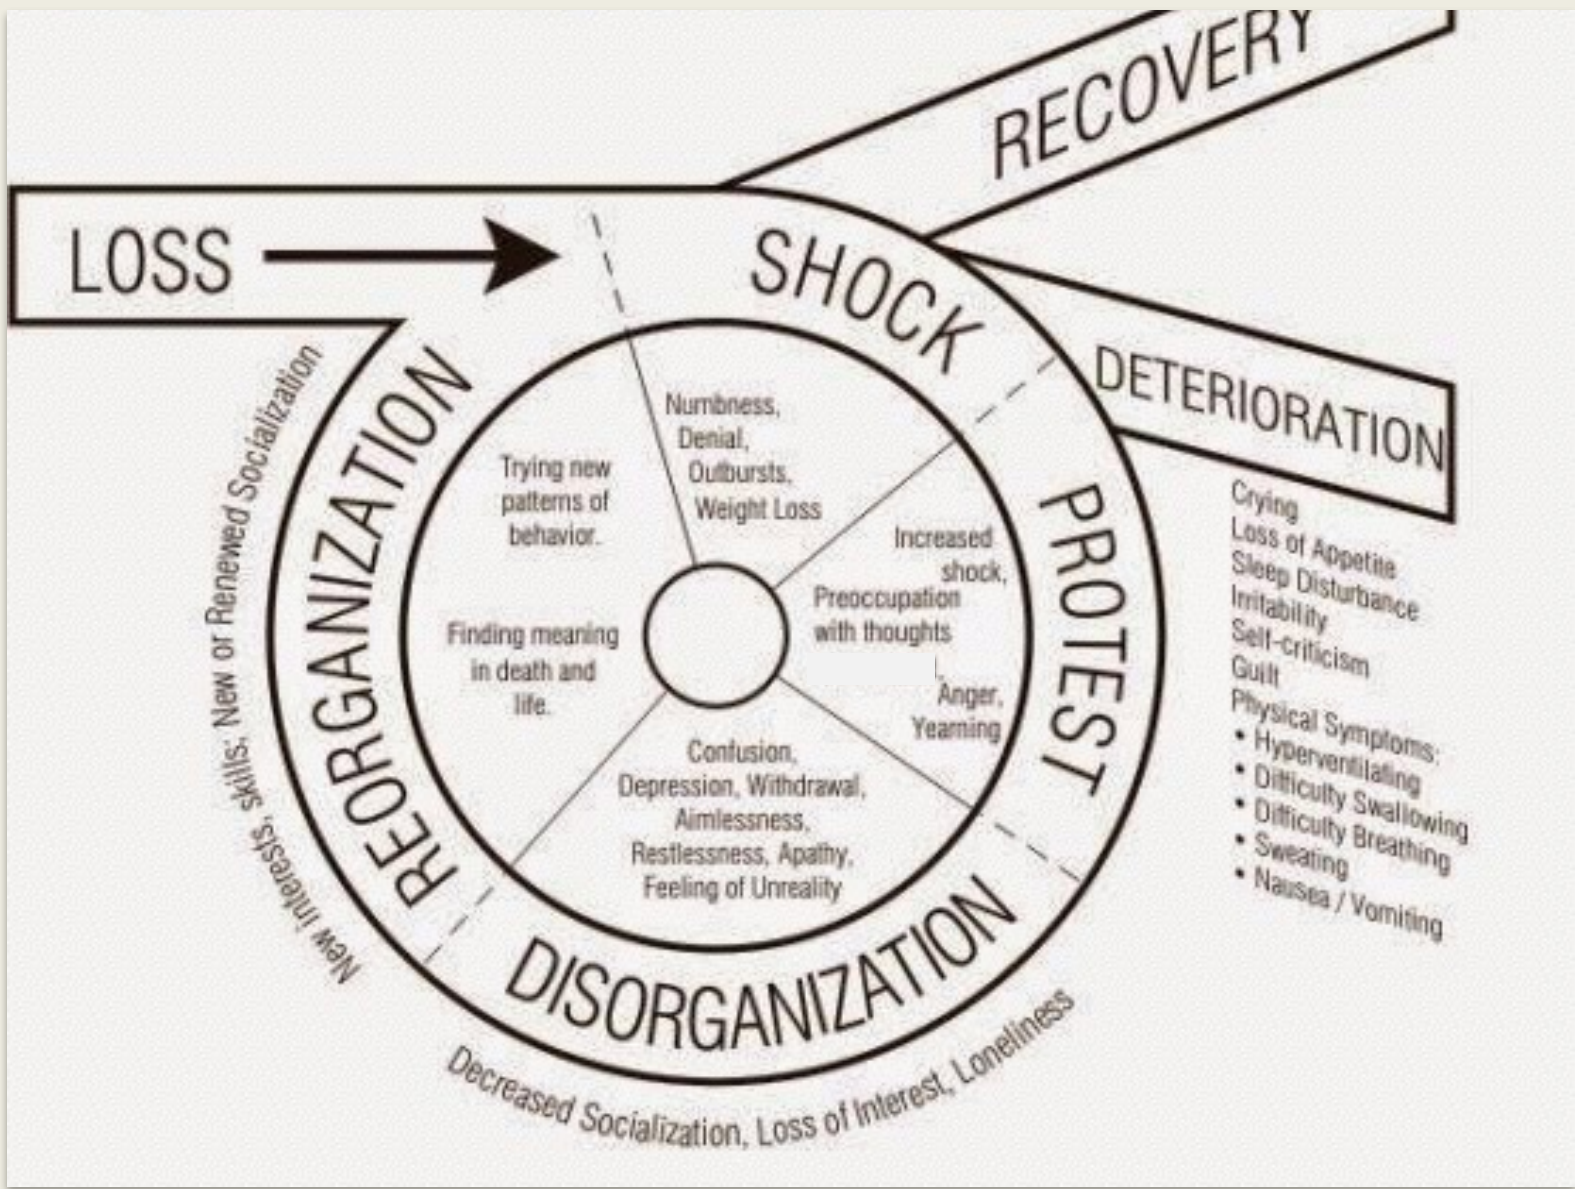 RECOVERY
LOSS
SHOCK
DETERIORATION
PROTEST
DISORGANIZATION
REORGANIZATION
Numbness,
Denial,
Outbursts,
Weight Loss
Increased
shock,
Preoccupation
with thoughts
,
Anger,
Yearning
Confusion,
Depression, Withdrawal,
Aimlessness,
Restlessness, Apathy,
Feeling of Unreality
Trying new
patterns of
behavior.
Finding meaning
in death and
life.
Crying
Loss of Appetite
Sleep Disturbance
Irritability
Self-criticism
Guilt
Physical Symptoms:
• Hyperventilating
• Difficulty Swallowing
• Difficulty Breathing
• Sweating
• Nausea / Vomiting
Decreased Socialization, Loss of Interest, Loneliness
New Interests, skills; New or Renewed Socialization